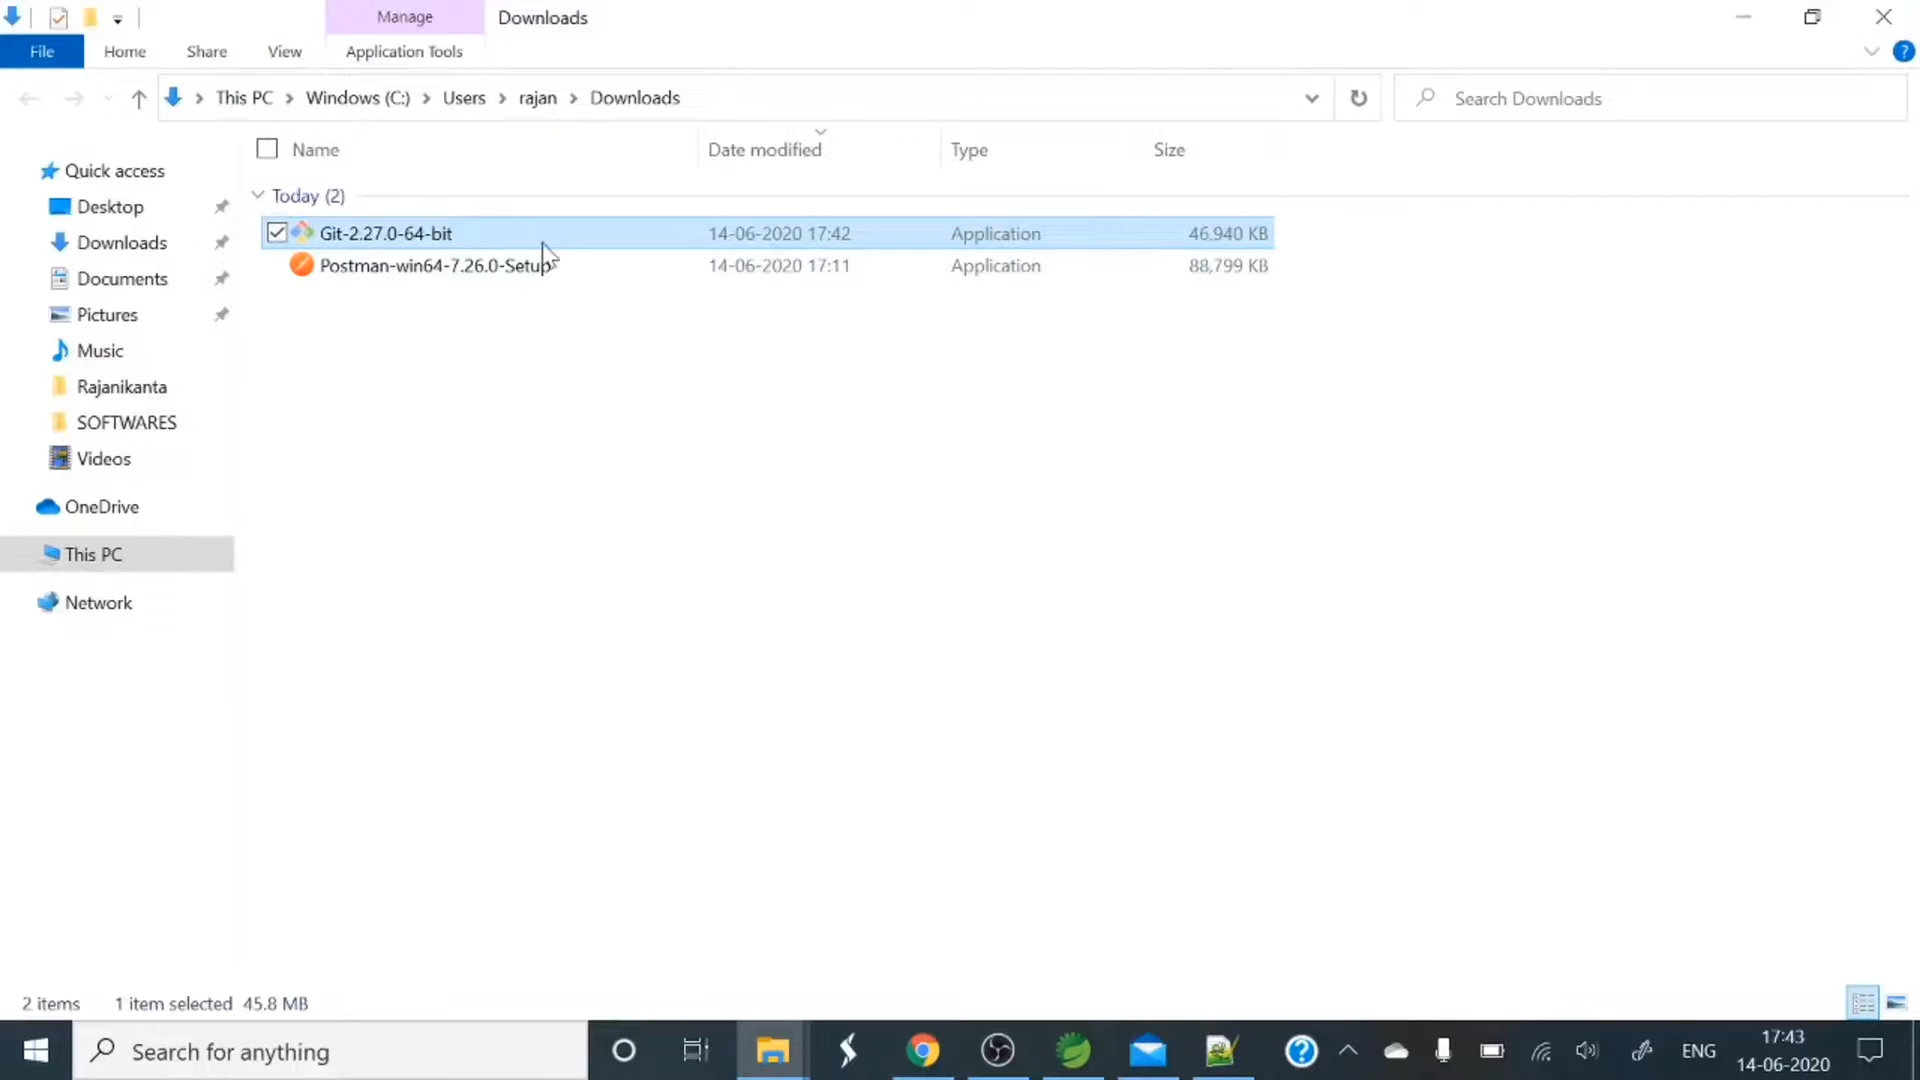 Manage
Downloads
File
Home
Share
View
Application Tools
This PC
Windows (C:)
Users
rajan
Downloads
Search Downloads
Name
Date modified
Type
Size
Quick access
Desktop
Downloads
Documents
Pictures
Music
Rajanikanta
SOFTWARES
Videos
OneDrive
This PC
Network
Today (2)
Git-2.27.0-64-bit 14-06-2020 17:42 Application 46,940 KB
Postman-win64-7.26.0-Setup 14-06-2020 17:11 Application 88,799 KB
2 items 1 item selected 45.8 MB
Search for anything
ENG
17:43
14-06-2020